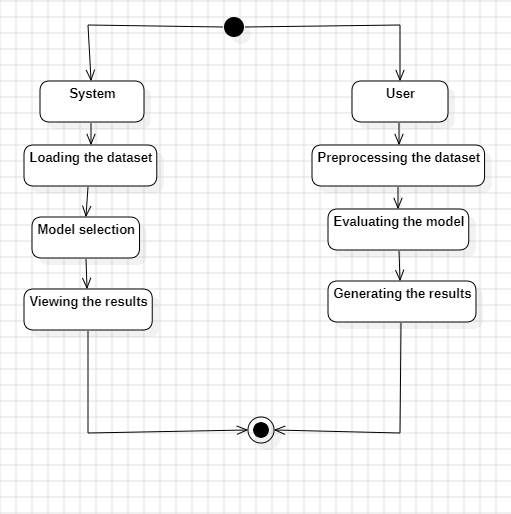 System
User
Loading the dataset
Preprocessing the dataset
Model selection
Evaluating the model
Viewing the results
Generating the results